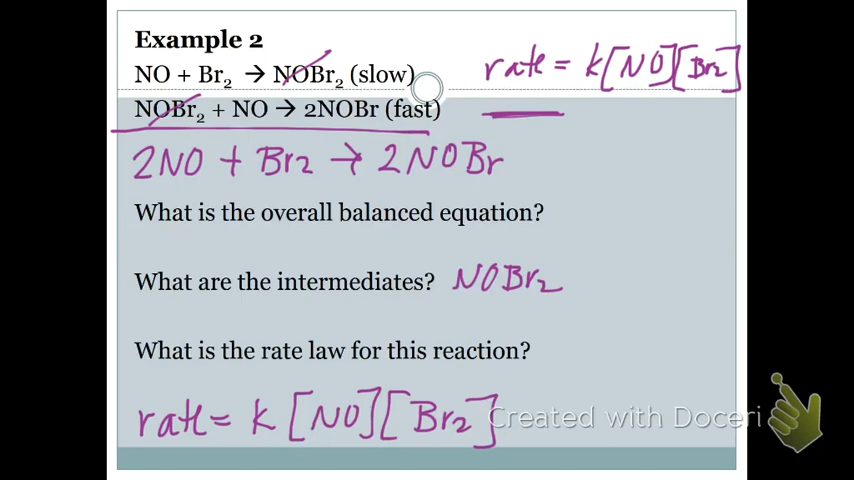 Example 2
NO + Br₂ → NOBr₂ (slow)
rate = k[NO][Br₂]
NOBr₂ + NO → 2NOBr (fast)
2NO + Br₂ → 2NOBr
What is the overall balanced equation?
What are the intermediates? NOBr₂
What is the rate law for this reaction?
rate = k [NO][Br₂]
Created with Doceri